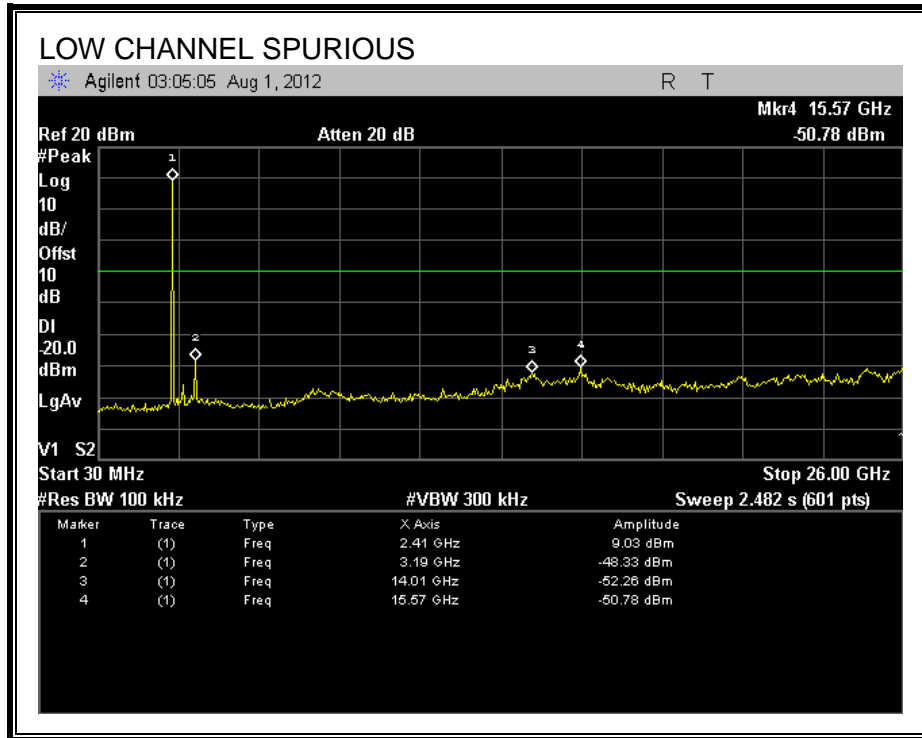 LOW CHANNEL SPURIOUS
Agilent 03:05:05 Aug 1, 2012 R T
Mkr4 15.57 GHz
Ref 20 dBm Atten 20 dB -50.78 dBm
#Peak
Log
10
dB/
Offst
10
dB
DI
-20.0
dBm
LgAv
V1 S2
1
2
3
4
Start 30 MHz Stop 26.00 GHz
#Res BW 100 kHz #VBW 300 kHz Sweep 2.482 s (601 pts)
Marker Trace Type X Axis Amplitude
1 (1) Freq 2.41 GHz 9.03 dBm
2 (1) Freq 3.19 GHz -48.33 dBm
3 (1) Freq 14.01 GHz -52.26 dBm
4 (1) Freq 15.57 GHz -50.78 dBm